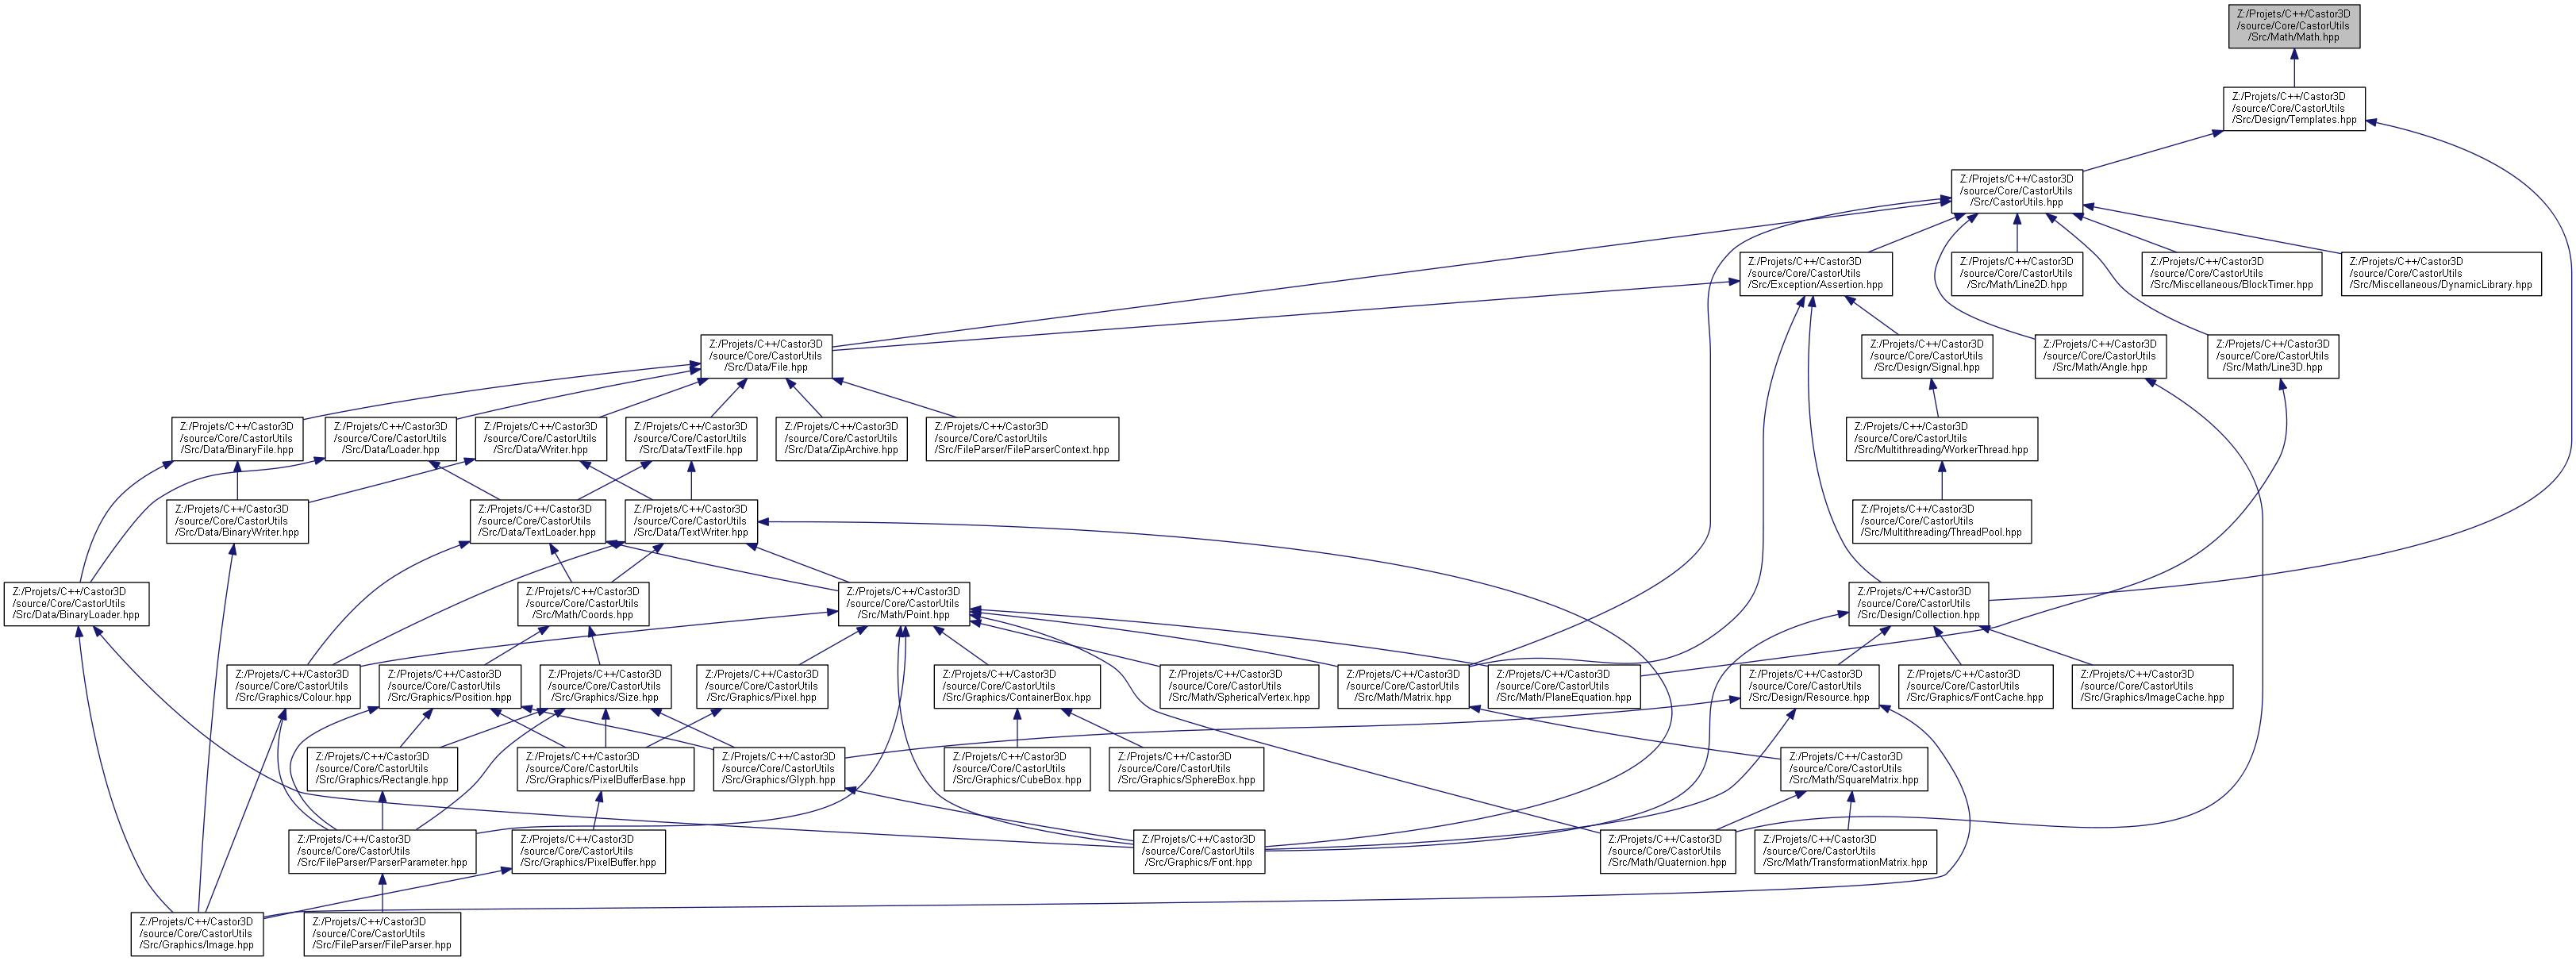 Z:/Projets/C++/Castor3D
/source/Core/CastorUtils
/Src/Math/Math.hpp
Z:/Projets/C++/Castor3D
/source/Core/CastorUtils
/Src/Design/Templates.hpp
Z:/Projets/C++/Castor3D
/source/Core/CastorUtils
/Src/CastorUtils.hpp
Z:/Projets/C++/Castor3D
/source/Core/CastorUtils
/Src/Exception/Assertion.hpp
Z:/Projets/C++/Castor3D
/source/Core/CastorUtils
/Src/Math/Line2D.hpp
Z:/Projets/C++/Castor3D
/source/Core/CastorUtils
/Src/Miscellaneous/BlockTimer.hpp
Z:/Projets/C++/Castor3D
/source/Core/CastorUtils
/Src/Miscellaneous/DynamicLibrary.hpp
Z:/Projets/C++/Castor3D
/source/Core/CastorUtils
/Src/Data/File.hpp
Z:/Projets/C++/Castor3D
/source/Core/CastorUtils
/Src/Design/Signal.hpp
Z:/Projets/C++/Castor3D
/source/Core/CastorUtils
/Src/Math/Angle.hpp
Z:/Projets/C++/Castor3D
/source/Core/CastorUtils
/Src/Math/Line3D.hpp
Z:/Projets/C++/Castor3D
/source/Core/CastorUtils
/Src/Data/BinaryFile.hpp
Z:/Projets/C++/Castor3D
/source/Core/CastorUtils
/Src/Data/Loader.hpp
Z:/Projets/C++/Castor3D
/source/Core/CastorUtils
/Src/Data/Writer.hpp
Z:/Projets/C++/Castor3D
/source/Core/CastorUtils
/Src/Data/TextFile.hpp
Z:/Projets/C++/Castor3D
/source/Core/CastorUtils
/Src/Data/ZipArchive.hpp
Z:/Projets/C++/Castor3D
/source/Core/CastorUtils
/Src/FileParser/FileParserContext.hpp
Z:/Projets/C++/Castor3D
/source/Core/CastorUtils
/Src/Multithreading/WorkerThread.hpp
Z:/Projets/C++/Castor3D
/source/Core/CastorUtils
/Src/Data/BinaryWriter.hpp
Z:/Projets/C++/Castor3D
/source/Core/CastorUtils
/Src/Data/TextLoader.hpp
Z:/Projets/C++/Castor3D
/source/Core/CastorUtils
/Src/Data/TextWriter.hpp
Z:/Projets/C++/Castor3D
/source/Core/CastorUtils
/Src/Multithreading/ThreadPool.hpp
Z:/Projets/C++/Castor3D
/source/Core/CastorUtils
/Src/Data/BinaryLoader.hpp
Z:/Projets/C++/Castor3D
/source/Core/CastorUtils
/Src/Math/Coords.hpp
Z:/Projets/C++/Castor3D
/source/Core/CastorUtils
/Src/Math/Point.hpp
Z:/Projets/C++/Castor3D
/source/Core/CastorUtils
/Src/Design/Collection.hpp
Z:/Projets/C++/Castor3D
/source/Core/CastorUtils
/Src/Graphics/Colour.hpp
Z:/Projets/C++/Castor3D
/source/Core/CastorUtils
/Src/Graphics/Position.hpp
Z:/Projets/C++/Castor3D
/source/Core/CastorUtils
/Src/Graphics/Size.hpp
Z:/Projets/C++/Castor3D
/source/Core/CastorUtils
/Src/Graphics/Pixel.hpp
Z:/Projets/C++/Castor3D
/source/Core/CastorUtils
/Src/Graphics/ContainerBox.hpp
Z:/Projets/C++/Castor3D
/source/Core/CastorUtils
/Src/Math/SphericalVertex.hpp
Z:/Projets/C++/Castor3D
/source/Core/CastorUtils
/Src/Math/Matrix.hpp
Z:/Projets/C++/Castor3D
/source/Core/CastorUtils
/Src/Math/PlaneEquation.hpp
Z:/Projets/C++/Castor3D
/source/Core/CastorUtils
/Src/Design/Resource.hpp
Z:/Projets/C++/Castor3D
/source/Core/CastorUtils
/Src/Graphics/FontCache.hpp
Z:/Projets/C++/Castor3D
/source/Core/CastorUtils
/Src/Graphics/ImageCache.hpp
Z:/Projets/C++/Castor3D
/source/Core/CastorUtils
/Src/Graphics/Rectangle.hpp
Z:/Projets/C++/Castor3D
/source/Core/CastorUtils
/Src/Graphics/PixelBufferBase.hpp
Z:/Projets/C++/Castor3D
/source/Core/CastorUtils
/Src/Graphics/Glyph.hpp
Z:/Projets/C++/Castor3D
/source/Core/CastorUtils
/Src/Graphics/CubeBox.hpp
Z:/Projets/C++/Castor3D
/source/Core/CastorUtils
/Src/Graphics/SphereBox.hpp
Z:/Projets/C++/Castor3D
/source/Core/CastorUtils
/Src/Math/SquareMatrix.hpp
Z:/Projets/C++/Castor3D
/source/Core/CastorUtils
/Src/FileParser/ParserParameter.hpp
Z:/Projets/C++/Castor3D
/source/Core/CastorUtils
/Src/Graphics/PixelBuffer.hpp
Z:/Projets/C++/Castor3D
/source/Core/CastorUtils
/Src/Graphics/Font.hpp
Z:/Projets/C++/Castor3D
/source/Core/CastorUtils
/Src/Math/Quaternion.hpp
Z:/Projets/C++/Castor3D
/source/Core/CastorUtils
/Src/Math/TransformationMatrix.hpp
Z:/Projets/C++/Castor3D
/source/Core/CastorUtils
/Src/Graphics/Image.hpp
Z:/Projets/C++/Castor3D
/source/Core/CastorUtils
/Src/FileParser/FileParser.hpp